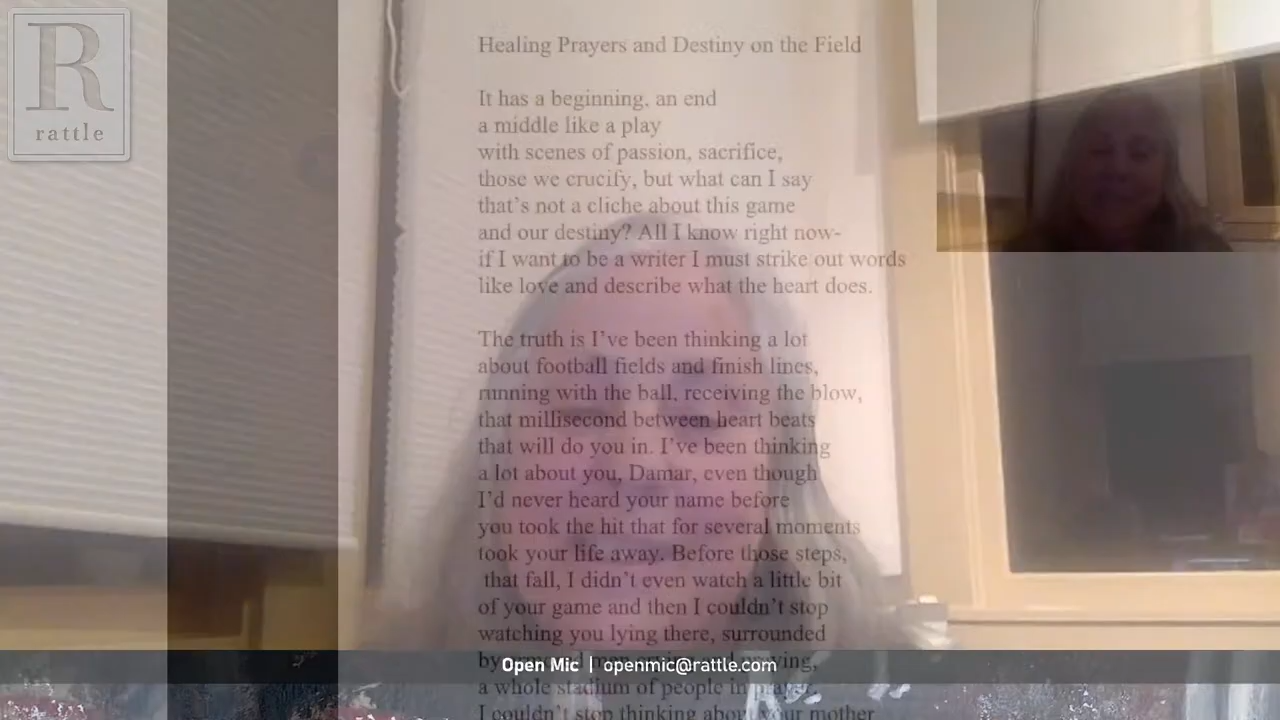 R
rattle
Healing Prayers and Destiny on the Field
It has a beginning, an end
a middle like a play
with scenes of passion, sacrifice,
those we crucify, but what can I say
that's not a cliche about this game
and our destiny? All I know right now-
if I want to be a writer I must strike out words
like love and describe what the heart does.
The truth is I've been thinking a lot
about football fields and finish lines,
running with the ball, receiving the blow,
that millisecond between heart beats
that will do you in. I've been thinking
a lot about you, Damar, even though
I'd never heard your name before
you took the hit that for several moments
took your life away. Before those steps,
that fall, I didn't even watch a little bit
of your game and then I couldn't stop
watching you lying there, surrounded
by
Open Mic | openmic@rattle.com
a whole stadium of people in prayer.
I couldn't stop thinking about your mother